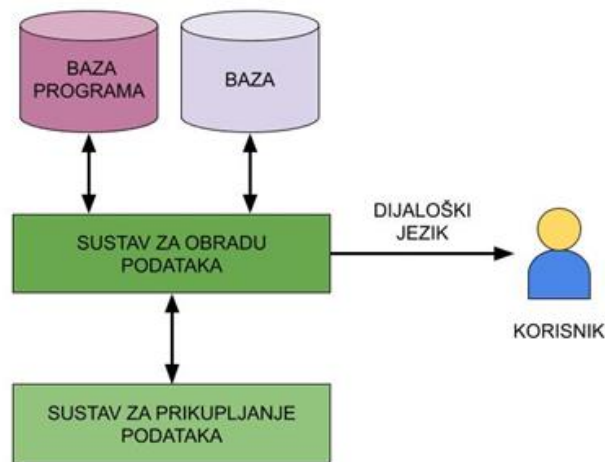 BAZA
PROGRAMA
BAZA
DIJALOŠKI
JEZIK
SUSTAV ZA OBRADU
PODATAKA
KORISNIK
SUSTAV ZA PRIKUPLJANJE
PODATAKA